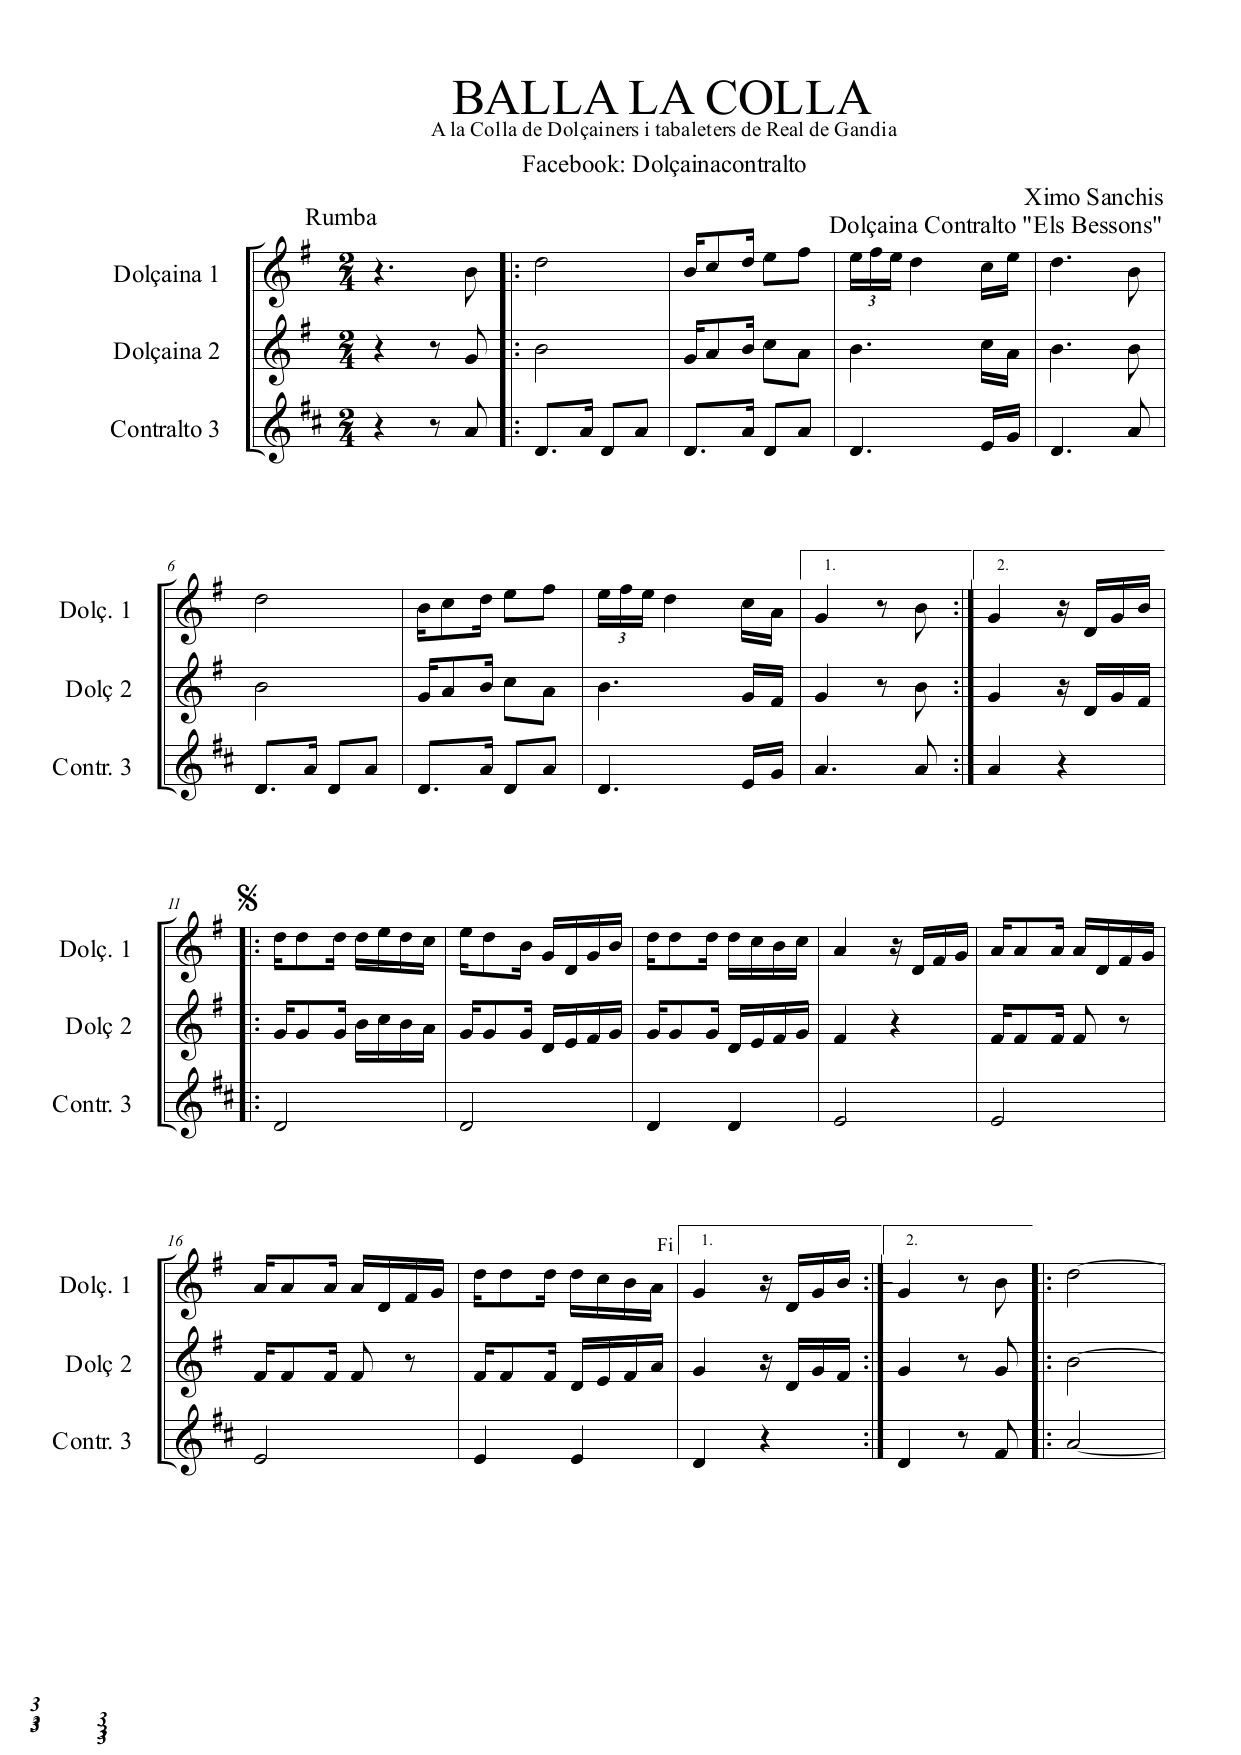 BALLA LA COLLA
A la Colla de Dolçainers i tabaleters de Real de Gandia
Facebook: Dolçainacontralto
Ximo Sanchis
Rumba
Dolçaina Contralto "Els Bessons"
Dolçaina 1
3
Dolçaina 2
Contralto 3
6
1.
2.
Dolç. 1
3
Dolç 2
Contr. 3
11
Dolç. 1
Dolç 2
Contr. 3
16
Fi
1.
2.
Dolç. 1
Dolç 2
Contr. 3
3
3
3
3
3